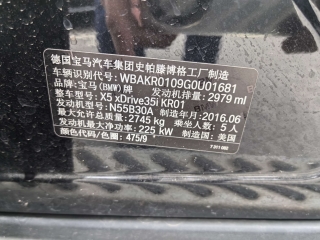 德国宝马汽车集团史帕滕博格工厂制造
车辆识别代号: WBAKR0109G0U01681
品牌: 宝马(BMW)牌 发动机排量: 2979 ml
型号: X5 xDrive35i KR01
发动机型号: N55B30A 制造年月: 2016.06
最大允许总质量: 2745 kg 乘坐人数: 5 人
发动机最大净功率: 225 kW 制造国: 美国
颜色代码/色圈: 475/9